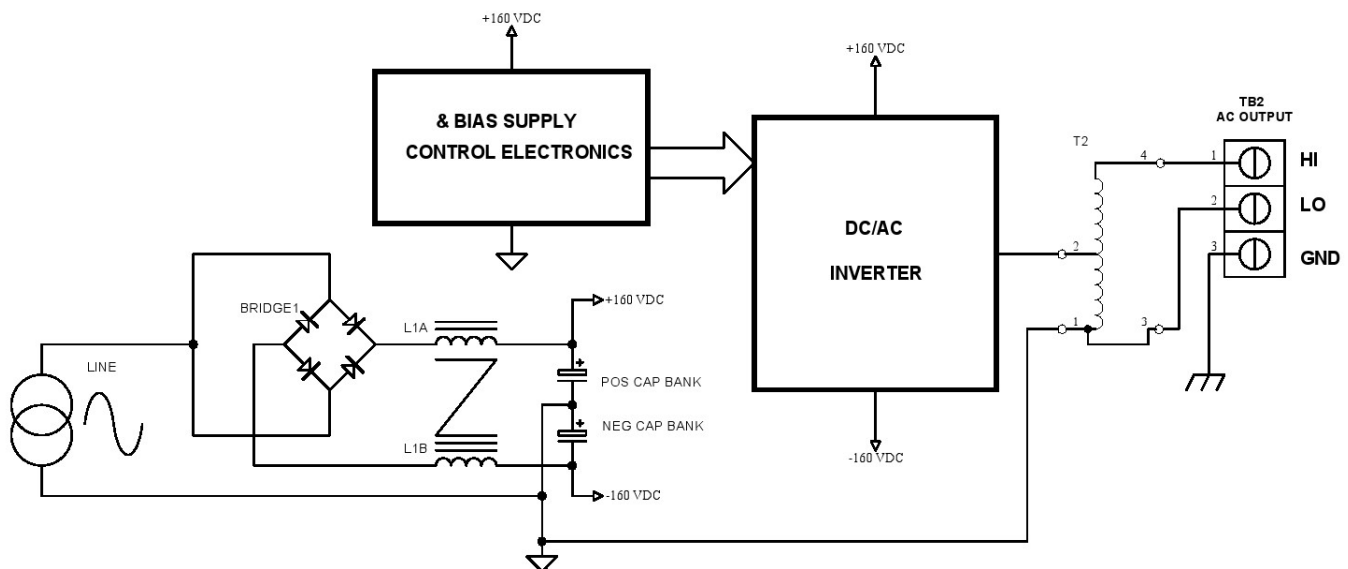 +160 VDC
+160 VDC
& BIAS SUPPLY
CONTROL ELECTRONICS
TB2
AC OUTPUT
T2
4
1
HI
2
LO
DC/AC
INVERTER
2
3
GND
BRIDGE1
+160 VDC
L1A
1
3
LINE
POS CAP BANK
+
NEG CAP BANK
+
L1B
-160 VDC
-160 VDC